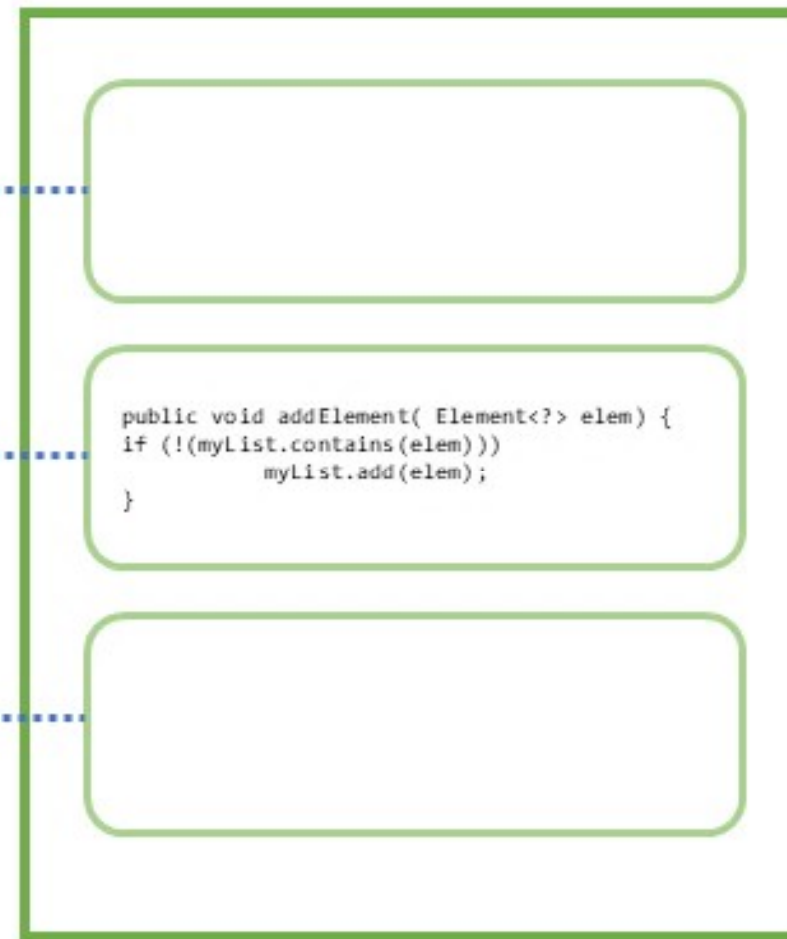 public void addElement( Element<?> elem) {
if (!(myList.contains(elem)))
myList.add(elem);
}